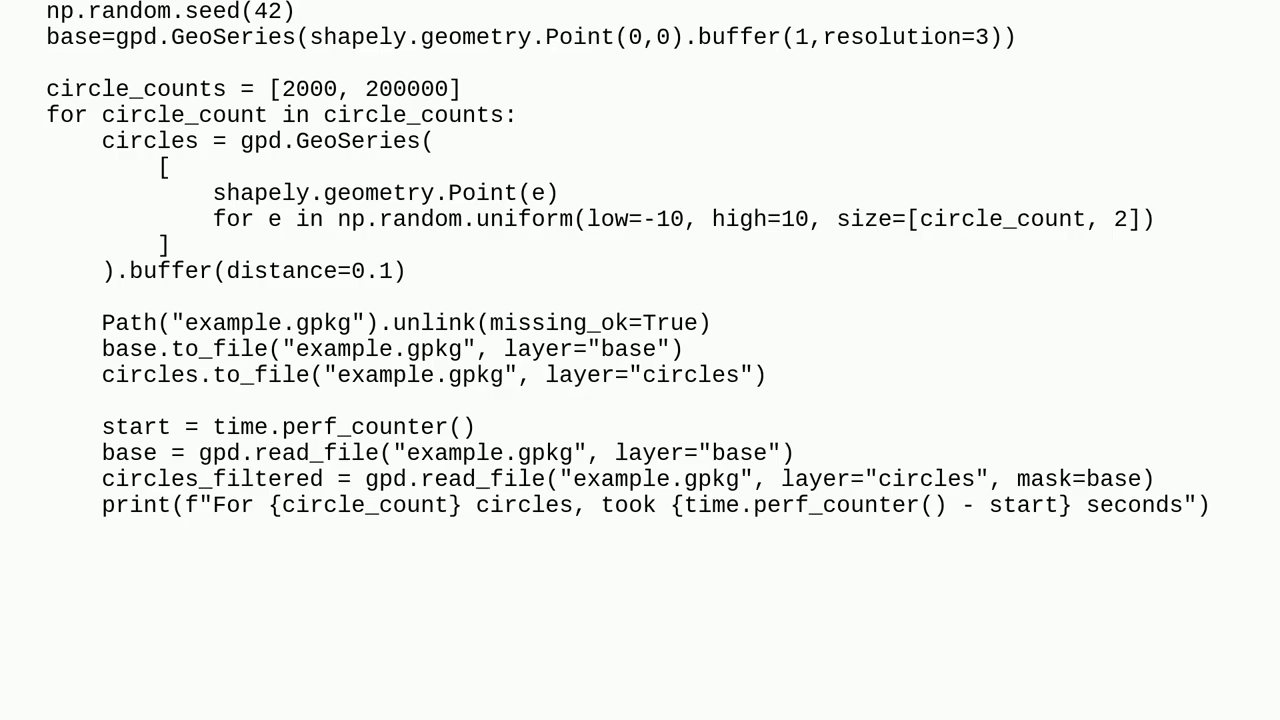 np.random.seed(42)
base=gpd.GeoSeries(shapely.geometry.Point(0,0).buffer(1,resolution=3))

circle_counts = [2000, 200000]
for circle_count in circle_counts:
    circles = gpd.GeoSeries(
        [
            shapely.geometry.Point(e)
            for e in np.random.uniform(low=-10, high=10, size=[circle_count, 2])
        ]
    ).buffer(distance=0.1)

    Path("example.gpkg").unlink(missing_ok=True)
    base.to_file("example.gpkg", layer="base")
    circles.to_file("example.gpkg", layer="circles")

    start = time.perf_counter()
    base = gpd.read_file("example.gpkg", layer="base")
    circles_filtered = gpd.read_file("example.gpkg", layer="circles", mask=base)
    print(f"For {circle_count} circles, took {time.perf_counter() - start} seconds")